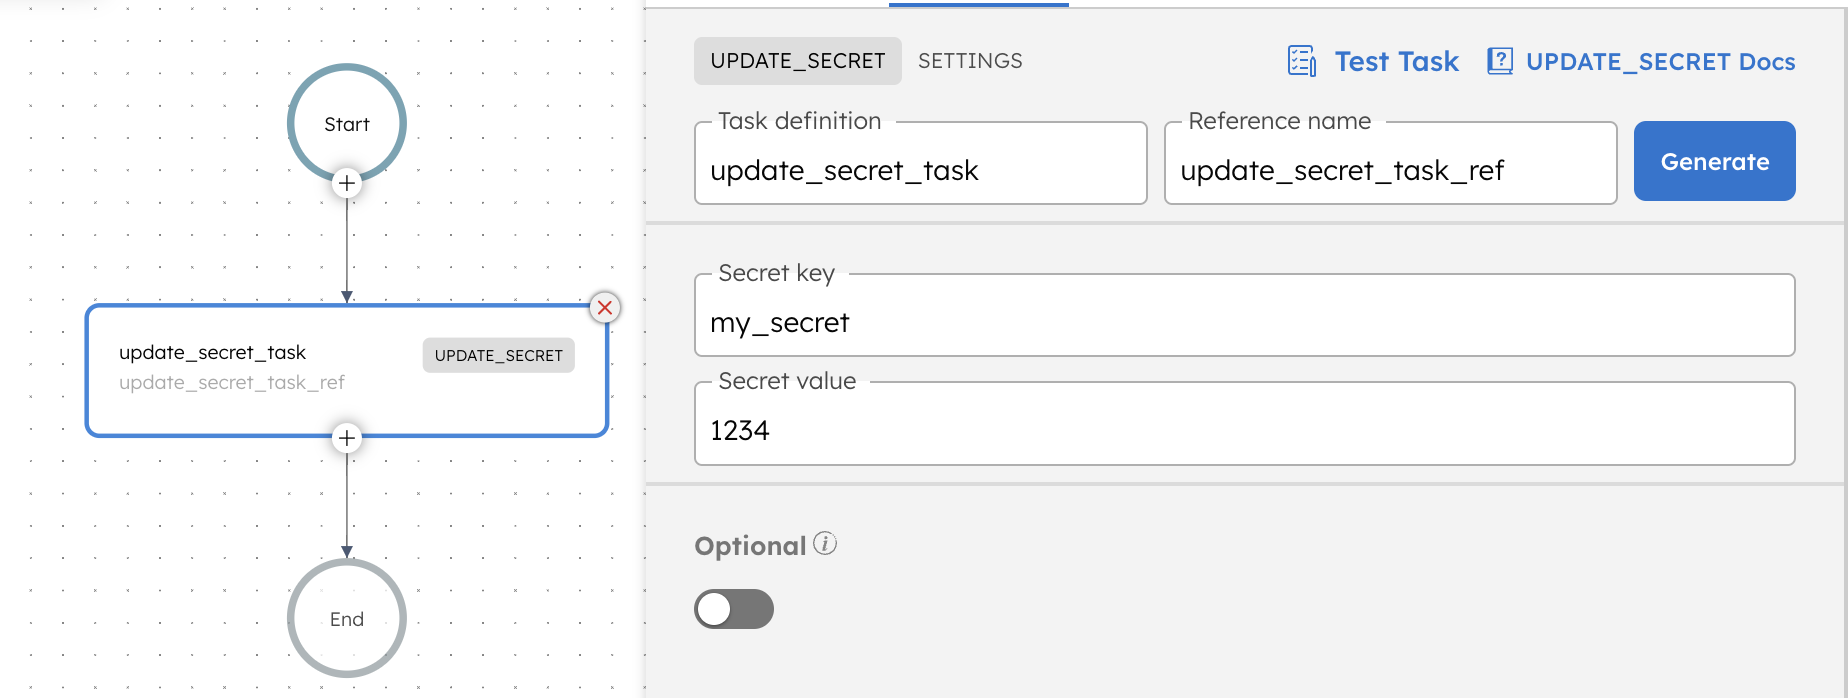 Start
update_secret_task
UPDATE_SECRET
update_secret_task_ref
End
UPDATE_SECRET SETTINGS
Test Task
UPDATE_SECRET Docs
Task definition
update_secret_task
Reference name
update_secret_task_ref
Generate
Secret key
my_secret
Secret value
1234
Optional